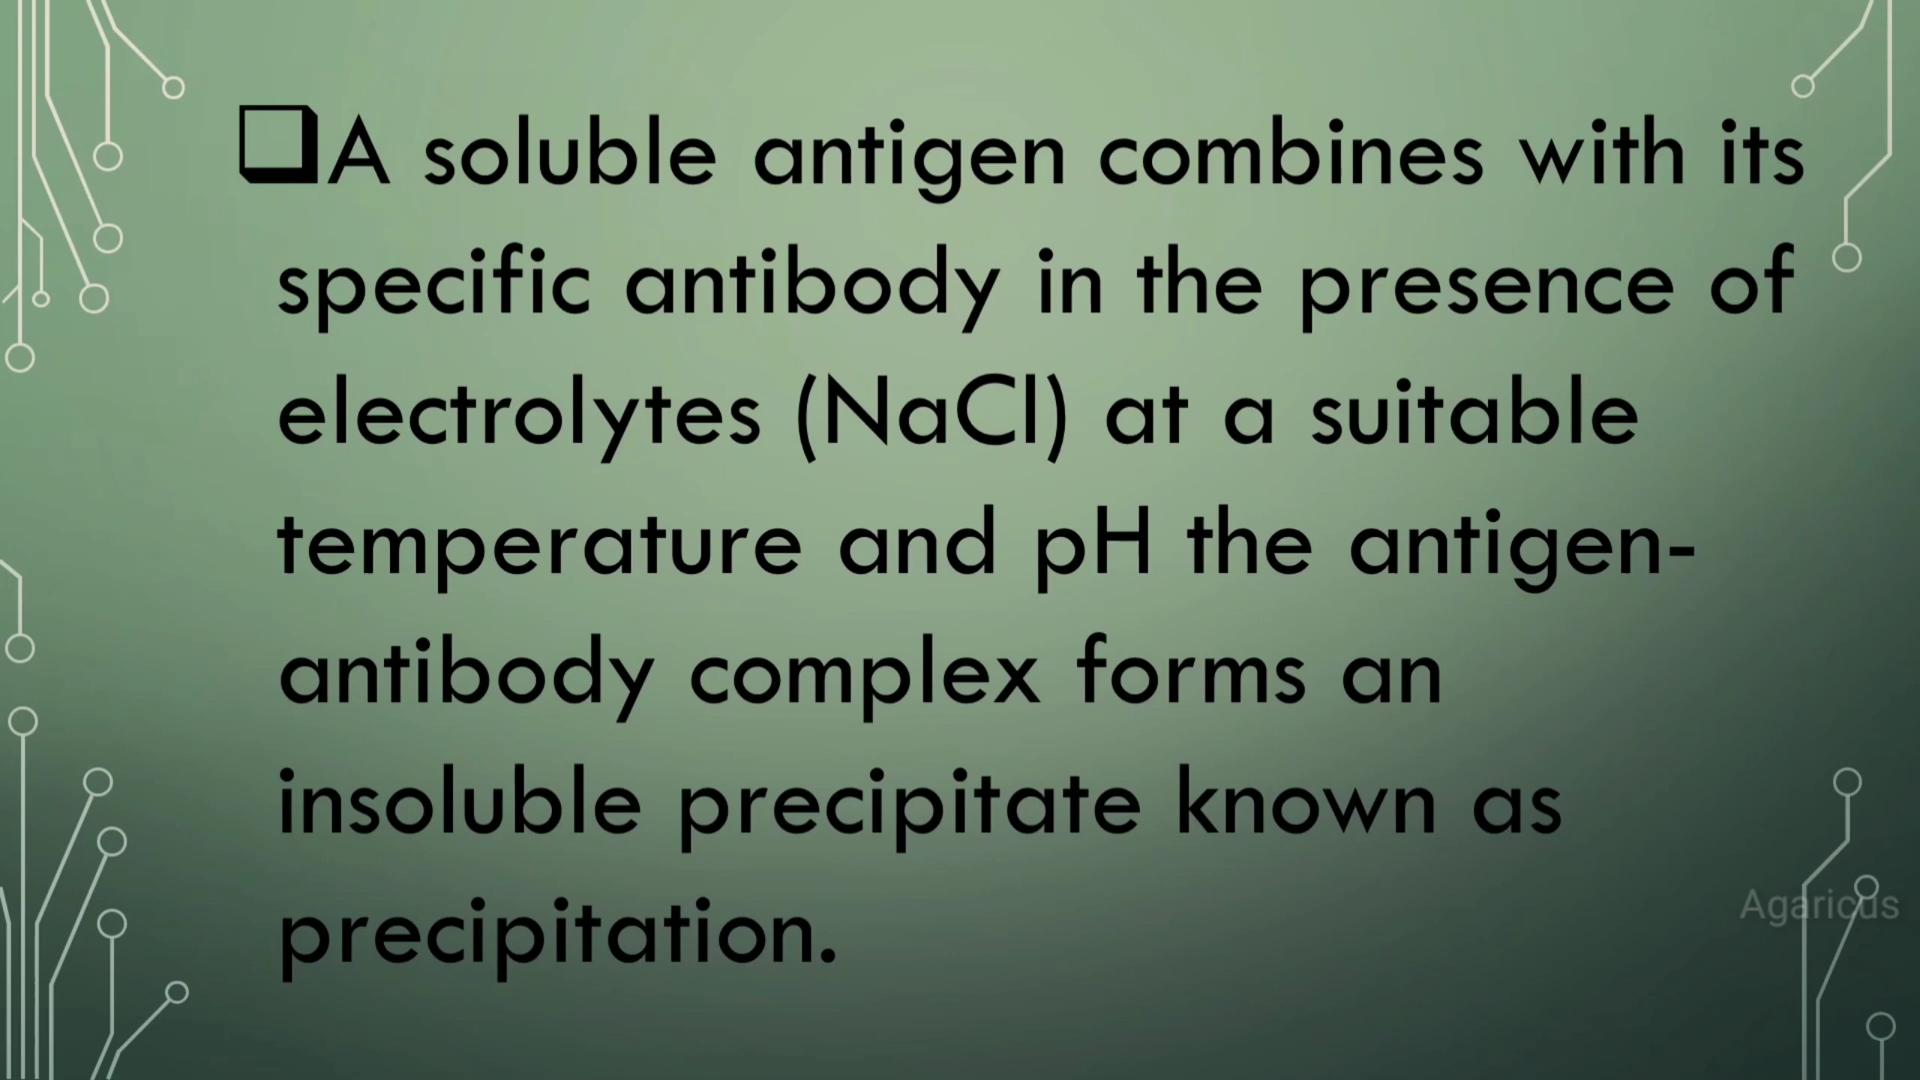 ❑A soluble antigen combines with its
specific antibody in the presence of
electrolytes (NaCl) at a suitable
temperature and pH the antigen-
antibody complex forms an
insoluble precipitate known as
precipitation.
Agaricus